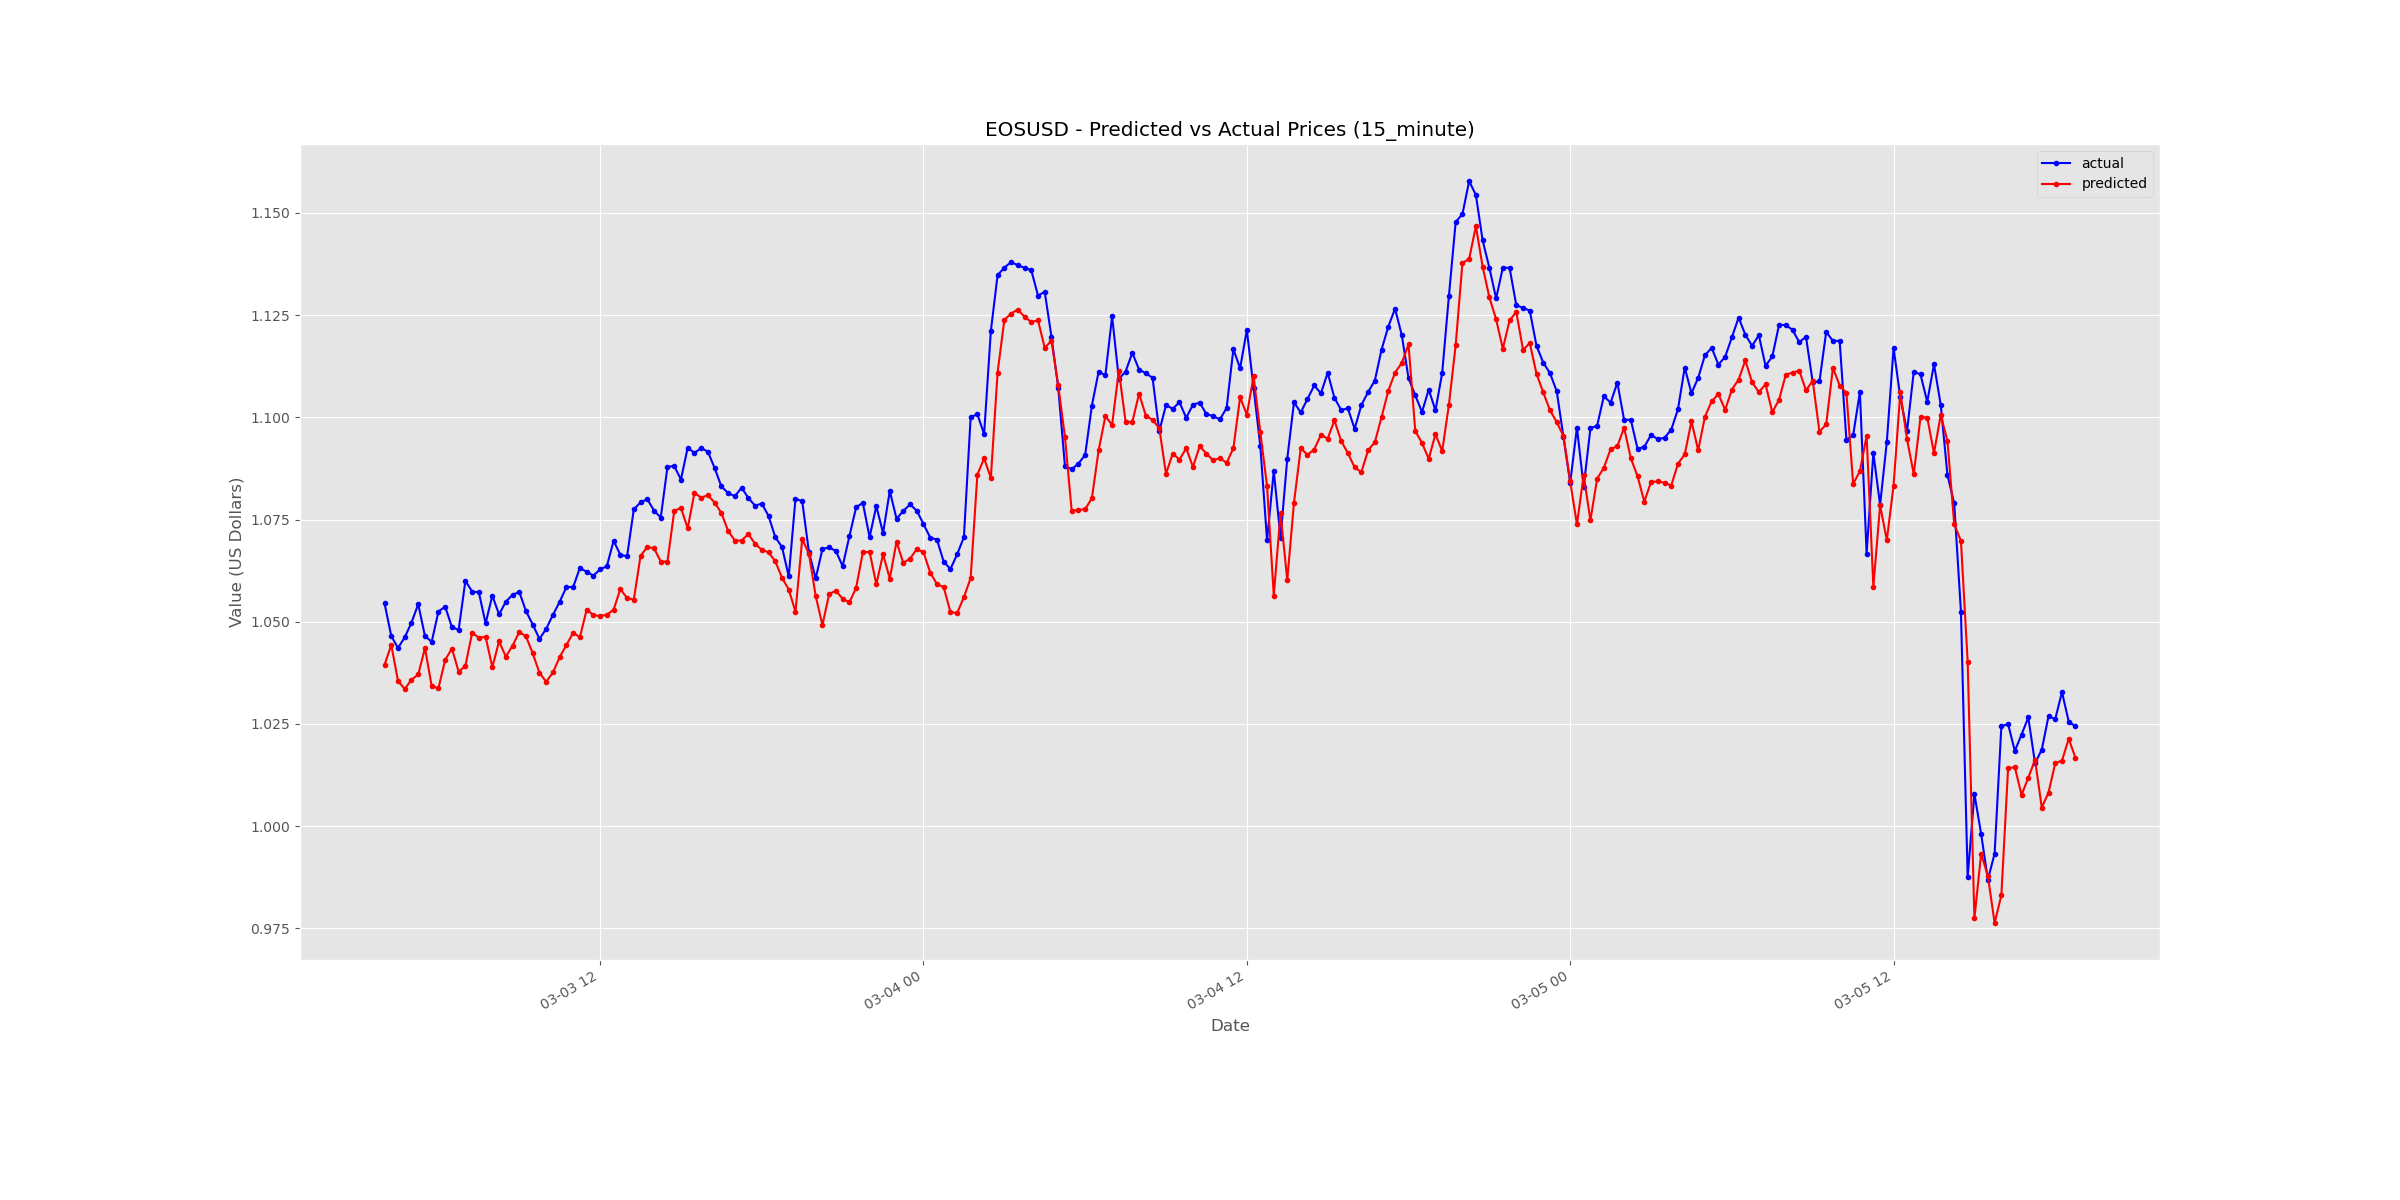 EOSUSD - Predicted vs Actual Prices (15_minute)
actual
predicted
1.150
1.125
1.100
1.075
1.050
1.025
1.000
0.975
Value (US Dollars)
03-03 12
03-04 00
03-04 12
03-05 00
03-05 12
Date